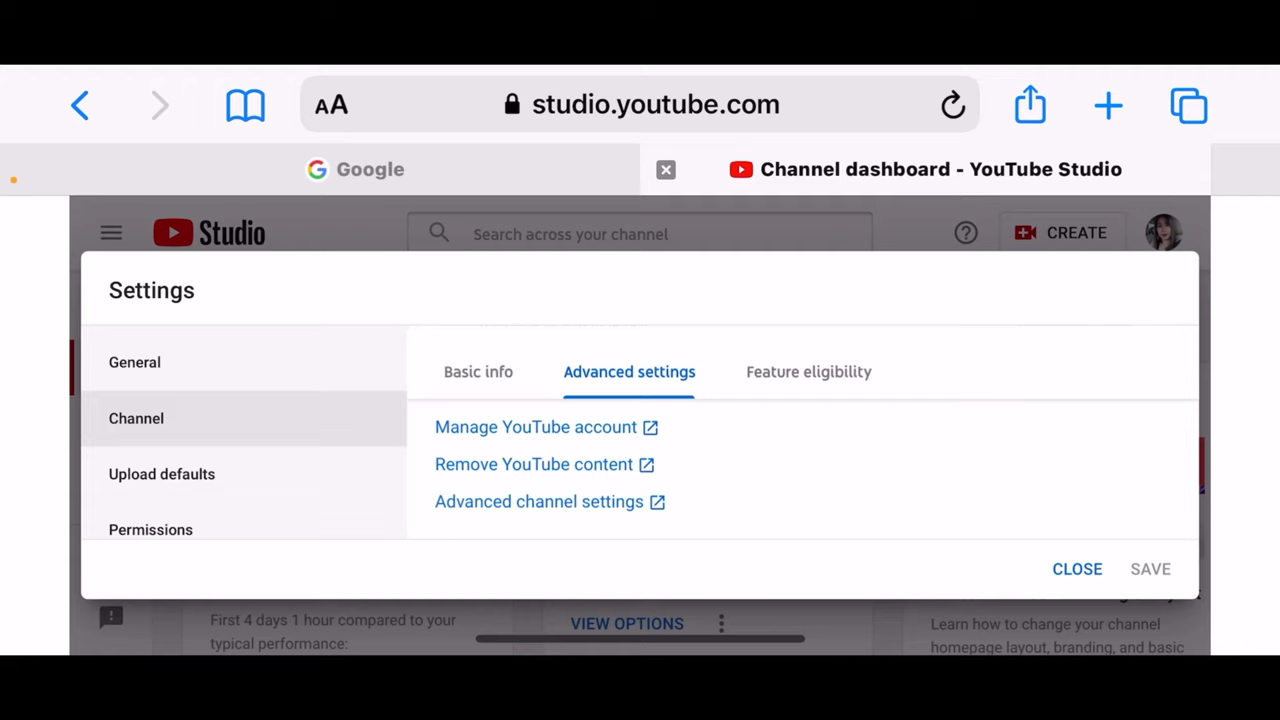 AA studio.youtube.com
Google
Channel dashboard - YouTube Studio
Studio Search across your channel CREATE
Settings
General
Channel
Upload defaults
Permissions
Basic info Advanced settings Feature eligibility
Manage YouTube account
Remove YouTube content
Advanced channel settings
CLOSE SAVE
First 4 days 1 hour compared to your
typical performance:
VIEW OPTIONS
Learn how to change your channel
homepage layout, branding, and basic